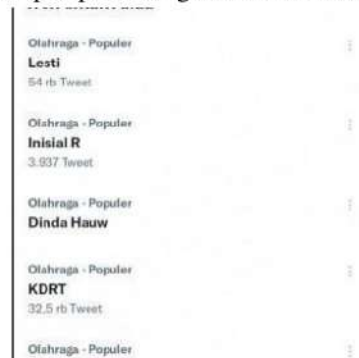 Olahraga - Populer
Lesti
54 rb Tweet
Olahraga - Populer
Inisial R
3.937 Tweet
Olahraga - Populer
Dinda Hauw
Olahraga - Populer
KDRT
32,5 rb Tweet
Olahraga - Populer